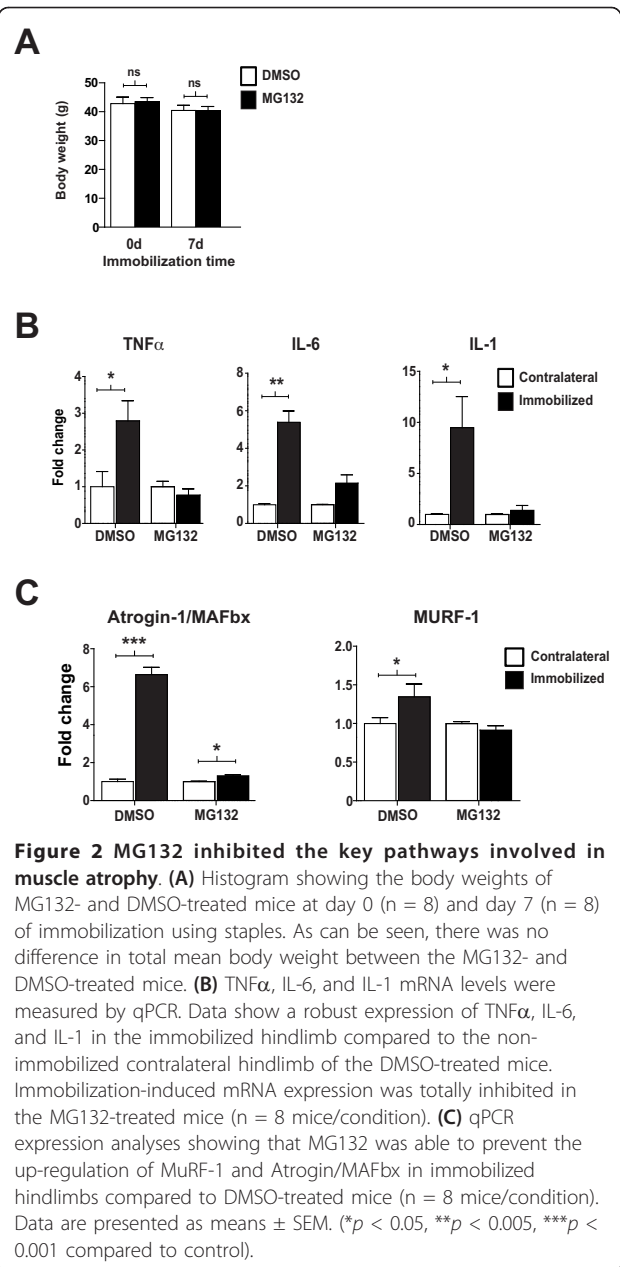 A
ns ns
DMSO
MG132
Body weight (g)
50
40
30
20
10
0
0d 7d
Immobilization time
B
TNFα IL-6 IL-1
Contralateral
Immobilized
Fold change
4
3
2
1
0
*
DMSO MG132
8
6
4
2
0
**
DMSO MG132
15
10
5
0
*
DMSO MG132
C
Atrogin-1/MAFbx MURF-1
Contralateral
Immobilized
Fold change
8
6
4
2
0
***
*
DMSO MG132
2.0
1.5
1.0
0.5
0
*
DMSO MG132
Figure 2 MG132 inhibited the key pathways involved in
muscle atrophy. (A) Histogram showing the body weights of
MG132- and DMSO-treated mice at day 0 (n = 8) and day 7 (n = 8)
of immobilization using staples. As can be seen, there was no
difference in total mean body weight between the MG132- and
DMSO-treated mice. (B) TNFα, IL-6, and IL-1 mRNA levels were
measured by qPCR. Data show a robust expression of TNFα, IL-6,
and IL-1 in the immobilized hindlimb compared to the non-
immobilized contralateral hindlimb of the DMSO-treated mice.
Immobilization-induced mRNA expression was totally inhibited in
the MG132-treated mice (n = 8 mice/condition). (C) qPCR
expression analyses showing that MG132 was able to prevent the
up-regulation of MuRF-1 and Atrogin/MAFbx in immobilized
hindlimbs compared to DMSO-treated mice (n = 8 mice/condition).
Data are presented as means ± SEM. (*p < 0.05, **p < 0.005, ***p <
0.001 compared to control).